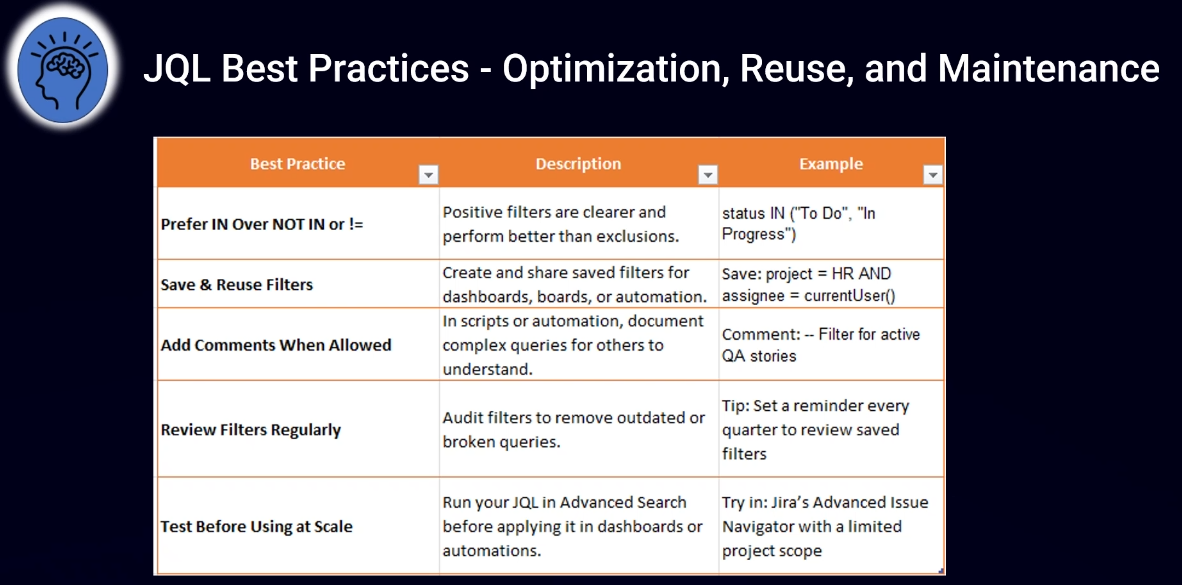 JQL Best Practices - Optimization, Reuse, and Maintenance
Best Practice
Description
Example
Prefer IN Over NOT IN or !=
Positive filters are clearer and
perform better than exclusions.
status IN ("To Do", "In
Progress")
Save & Reuse Filters
Create and share saved filters for
dashboards, boards, or automation.
Save: project = HR AND
assignee = currentUser()
Add Comments When Allowed
In scripts or automation, document
complex queries for others to
understand.
Comment: -- Filter for active
QA stories
Review Filters Regularly
Audit filters to remove outdated or
broken queries.
Tip: Set a reminder every
quarter to review saved
filters
Test Before Using at Scale
Run your JQL in Advanced Search
before applying it in dashboards or
automations.
Try in: Jira’s Advanced Issue
Navigator with a limited
project scope